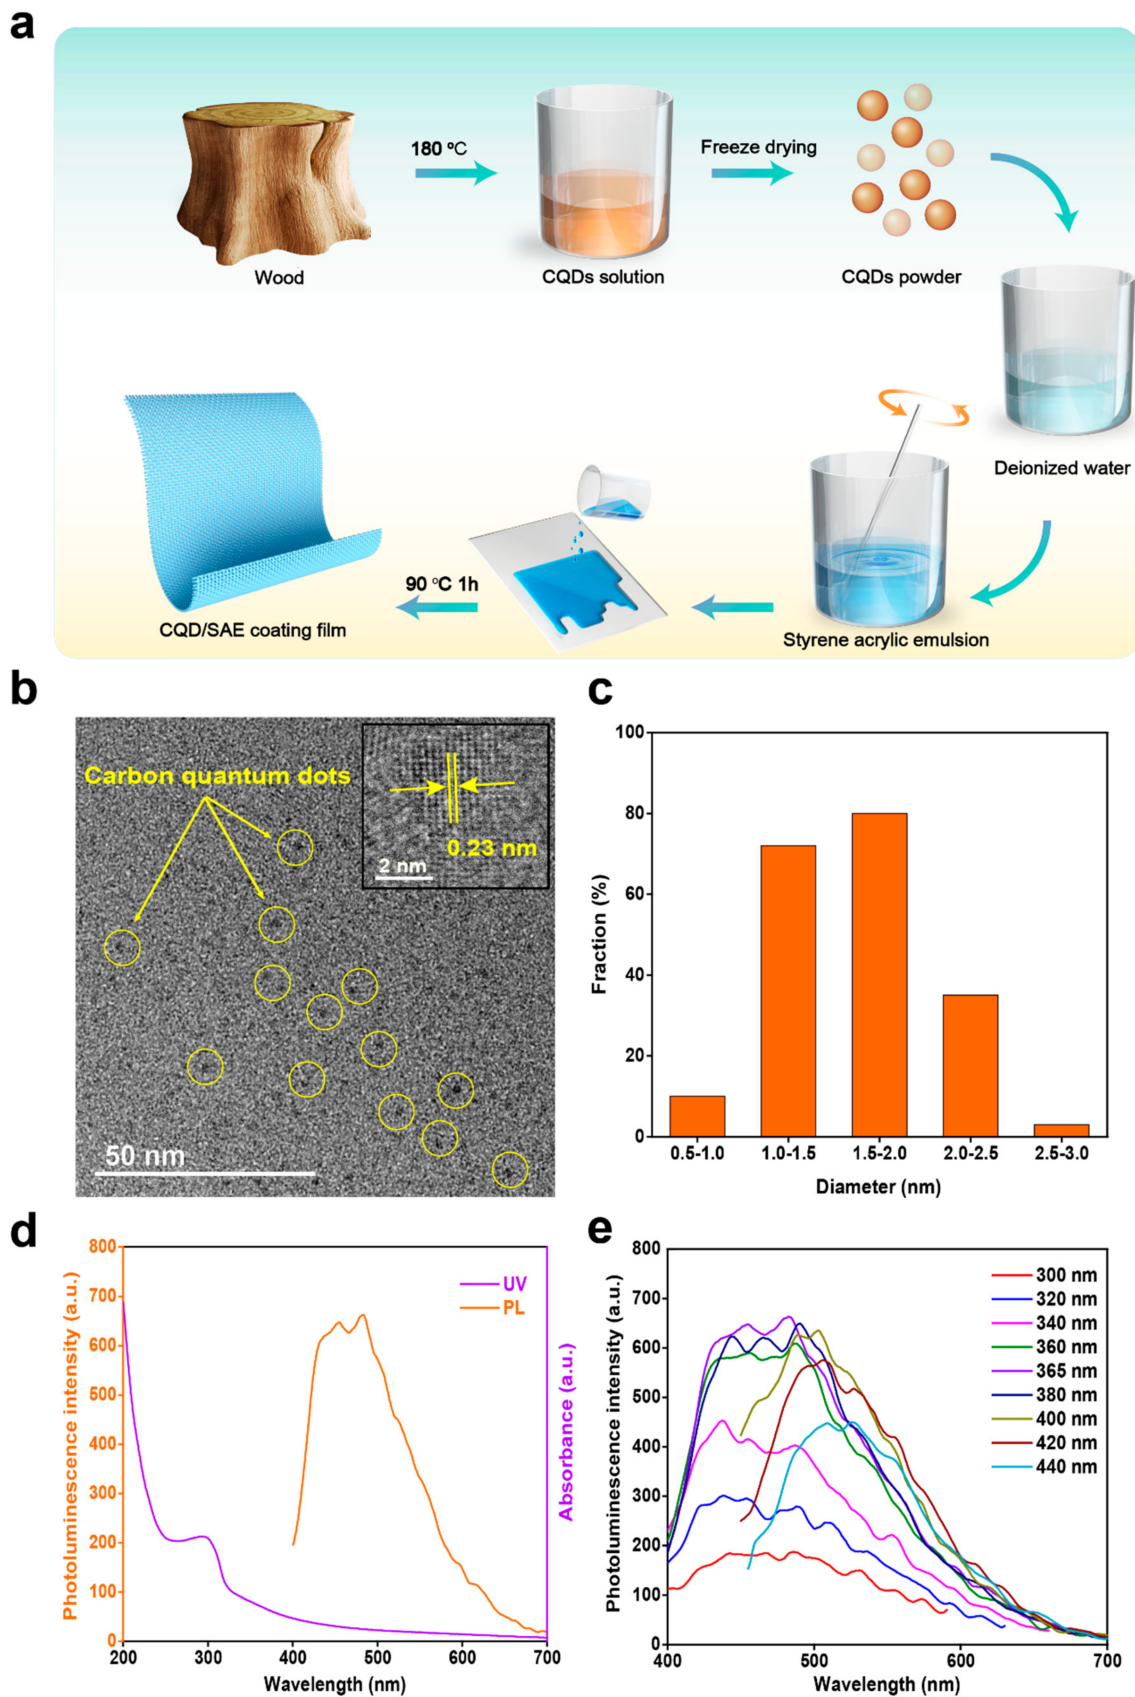 a
180 °C
Freeze drying
Wood
CQDs solution
CQDs powder
Deionized water
90 °C 1h
CQD/SAE coating film
Styrene acrylic emulsion
b
Carbon quantum dots
0.23 nm
2 nm
50 nm
c
100
80
60
40
20
0
Fraction (%)
0.5-1.0
1.0-1.5
1.5-2.0
2.0-2.5
2.5-3.0
Diameter (nm)
d
800
700
600
500
400
300
200
100
0
Photoluminescence intensity (a.u.)
UV
PL
Absorbance (a.u.)
200
300
400
500
600
700
Wavelength (nm)
e
800
700
600
500
400
300
200
100
0
Photoluminescence intensity (a.u.)
300 nm
320 nm
340 nm
360 nm
365 nm
380 nm
400 nm
420 nm
440 nm
400
500
600
700
Wavelength (nm)